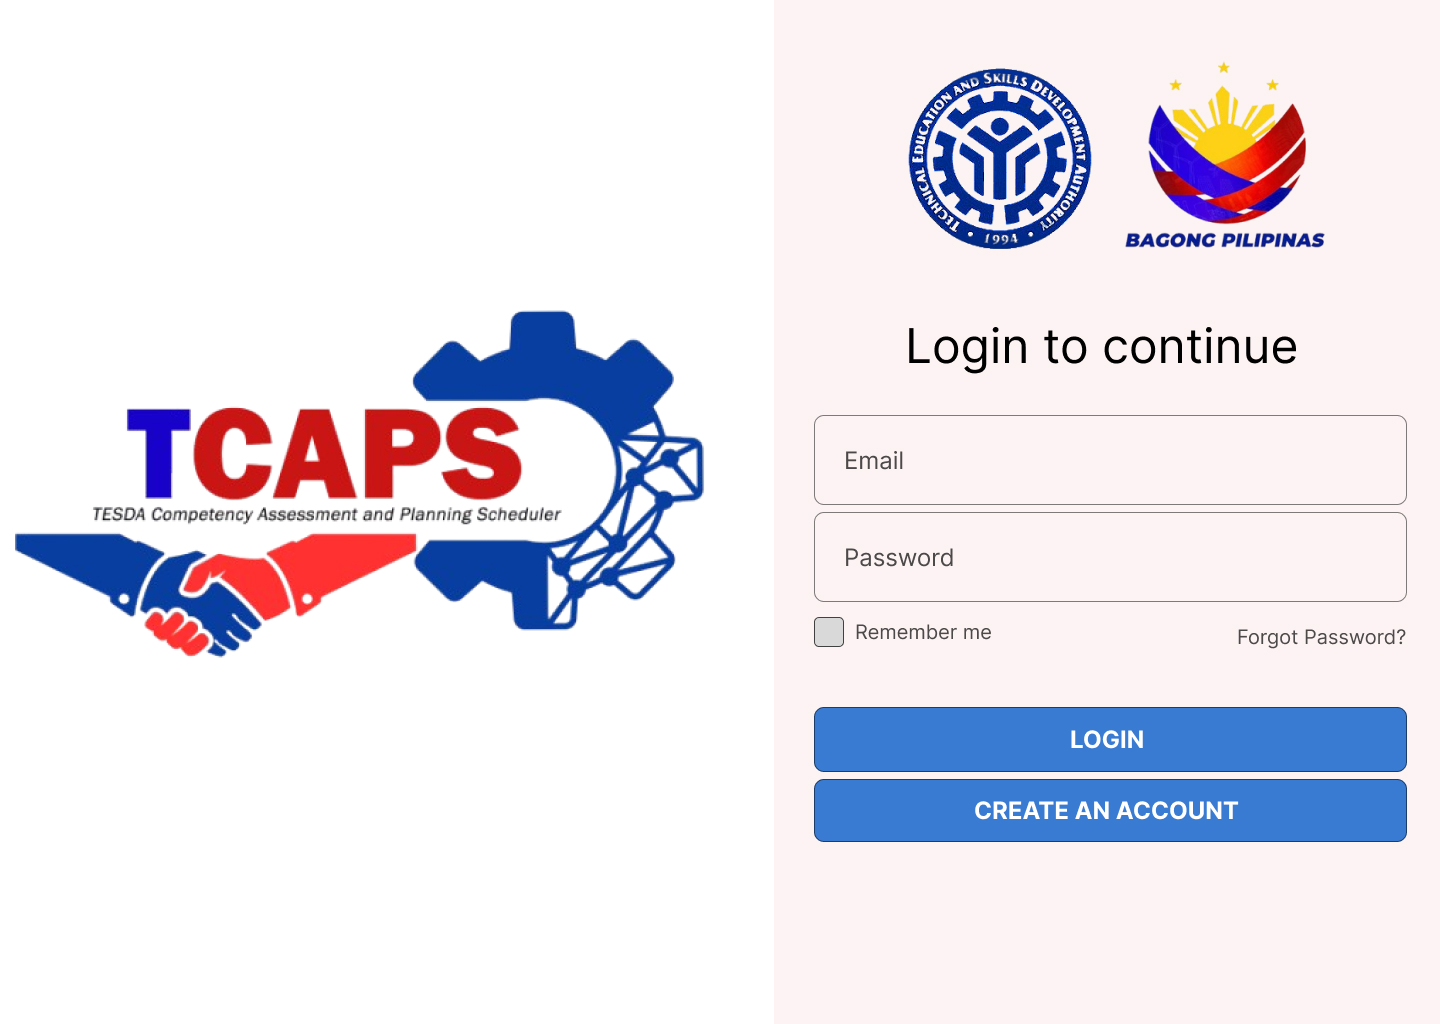 TCAPS
TESDA Competency Assessment and Planning Scheduler
TECHNICAL EDUCATION AND SKILLS DEVELOPMENT AUTHORITY
• 1994 •
BAGONG PILIPINAS
Login to continue
Email
Password
Remember me
Forgot Password?
LOGIN
CREATE AN ACCOUNT